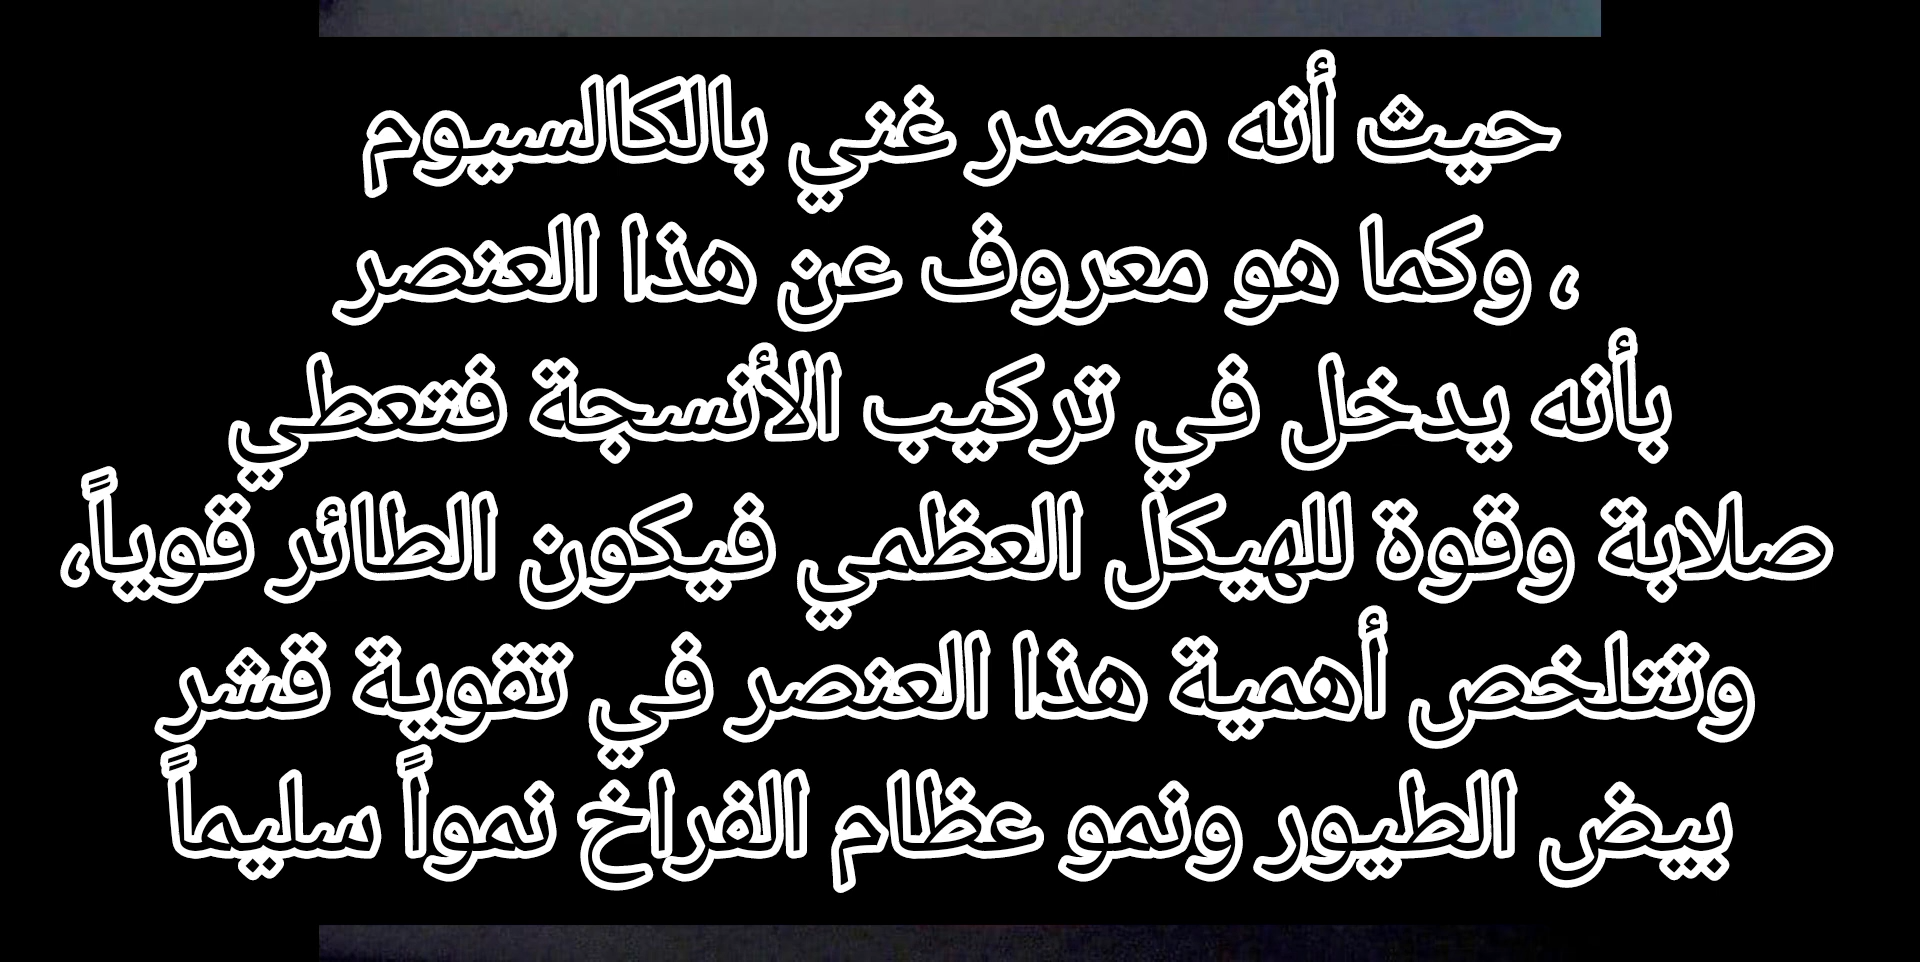 حيث أنه مصدر غني بالكالسيوم
، وكما هو معروف عن هذا العنصر
بأنه يدخل في تركيب الأنسجة فتعطي
صلابة وقوة للهيكل العظمي فيكون الطائر قوياً،
وتتلخص أهمية هذا العنصر في تقوية قشر
بيض الطيور ونمو عظام الفراخ نمواً سليماً